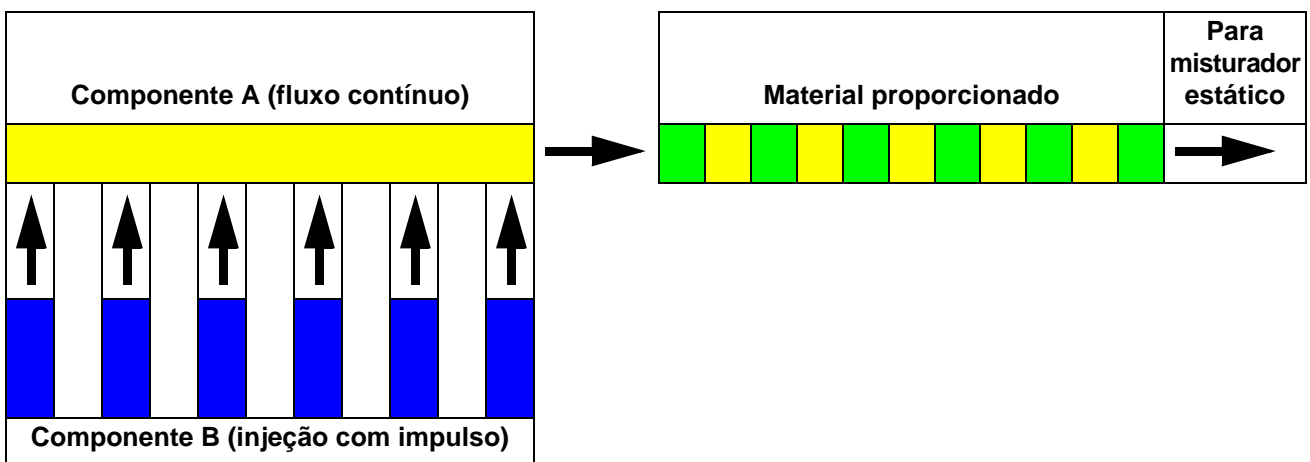 Componente A (fluxo contínuo)
Material proporcionado
Para
misturador
estático
Componente B (injeção com impulso)